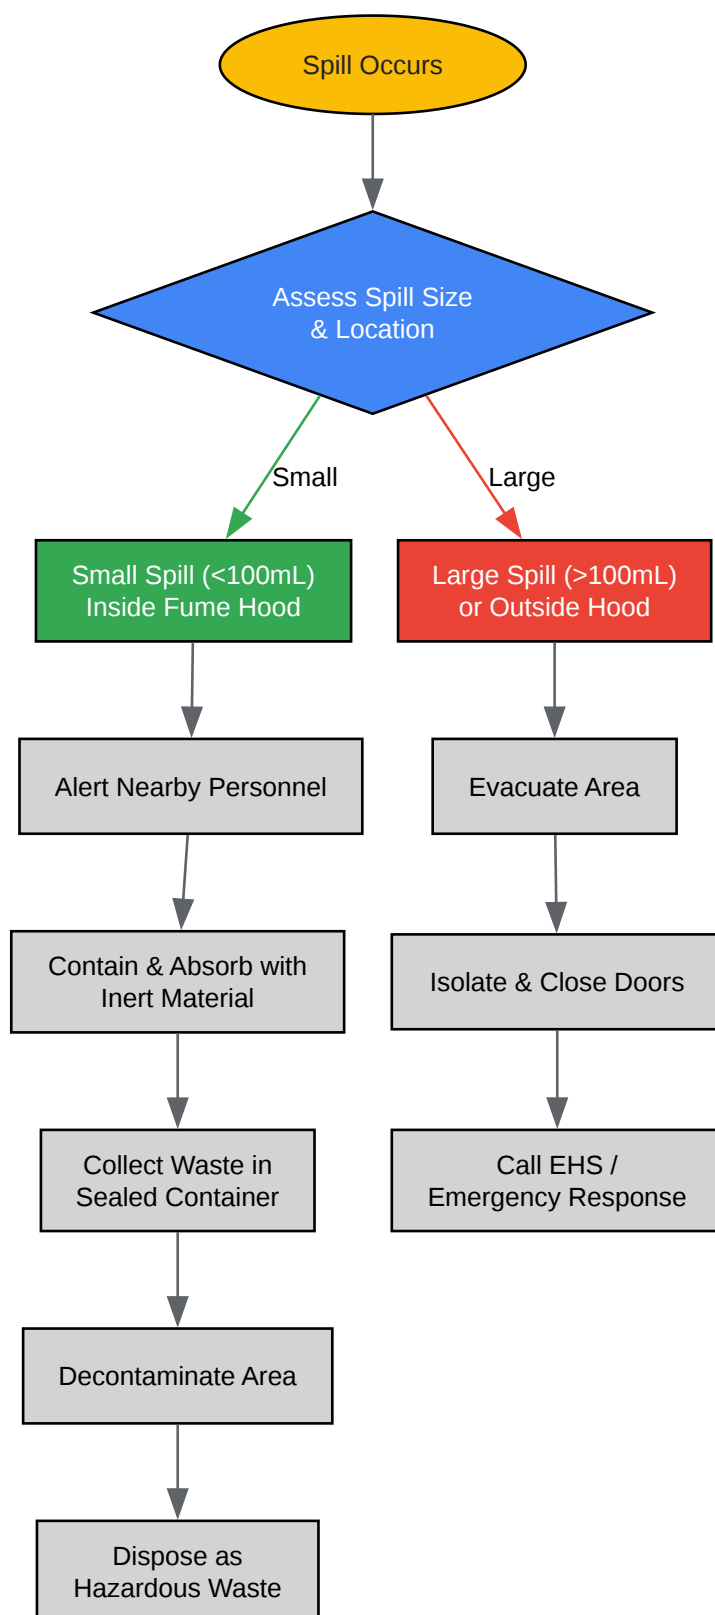 Spill Occurs
Assess Spill Size
& Location
Small
Large
Small Spill (<100mL)
Inside Fume Hood
Large Spill (>100mL)
or Outside Hood
Alert Nearby Personnel
Evacuate Area
Contain & Absorb with
Inert Material
Isolate & Close Doors
Collect Waste in
Sealed Container
Call EHS /
Emergency Response
Decontaminate Area
Dispose as
Hazardous Waste